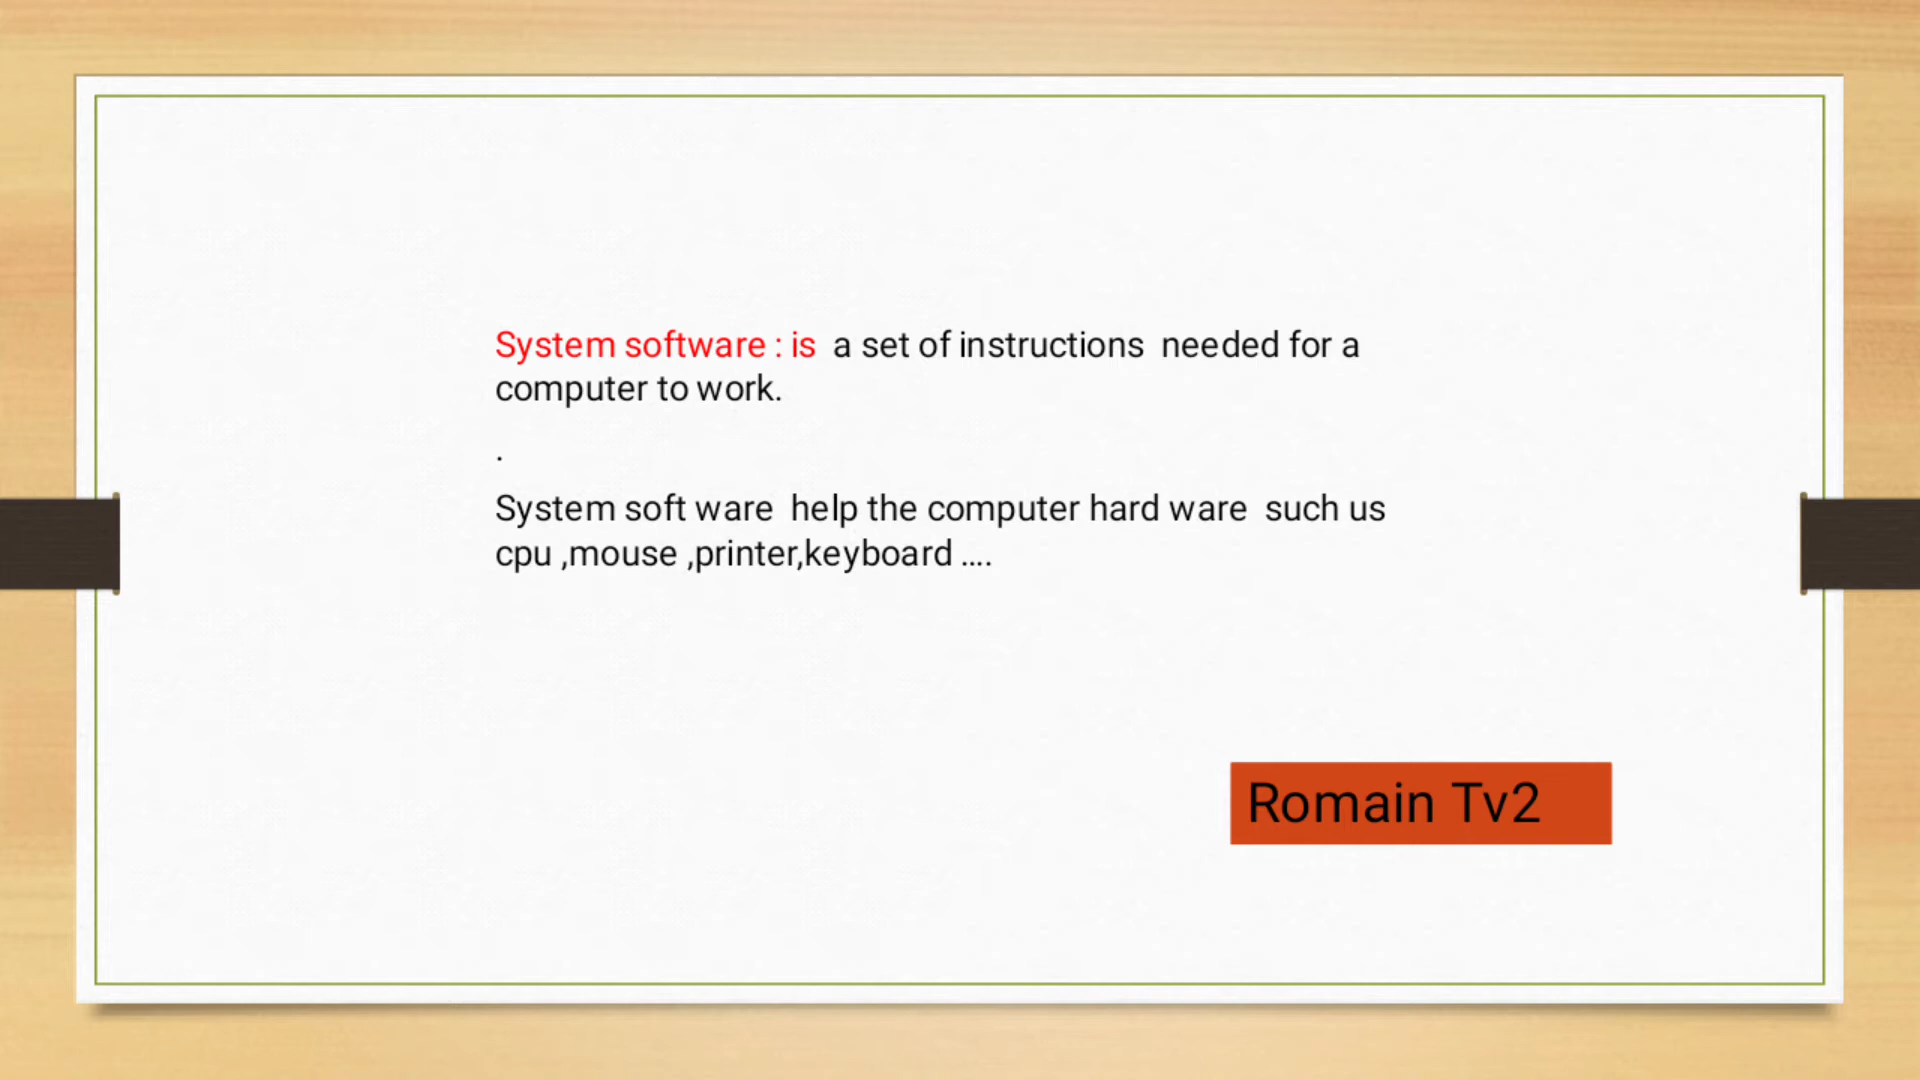 System software : is a set of instructions needed for a
computer to work.
.
System soft ware help the computer hard ware such us
cpu ,mouse ,printer,keyboard ....
Romain Tv2